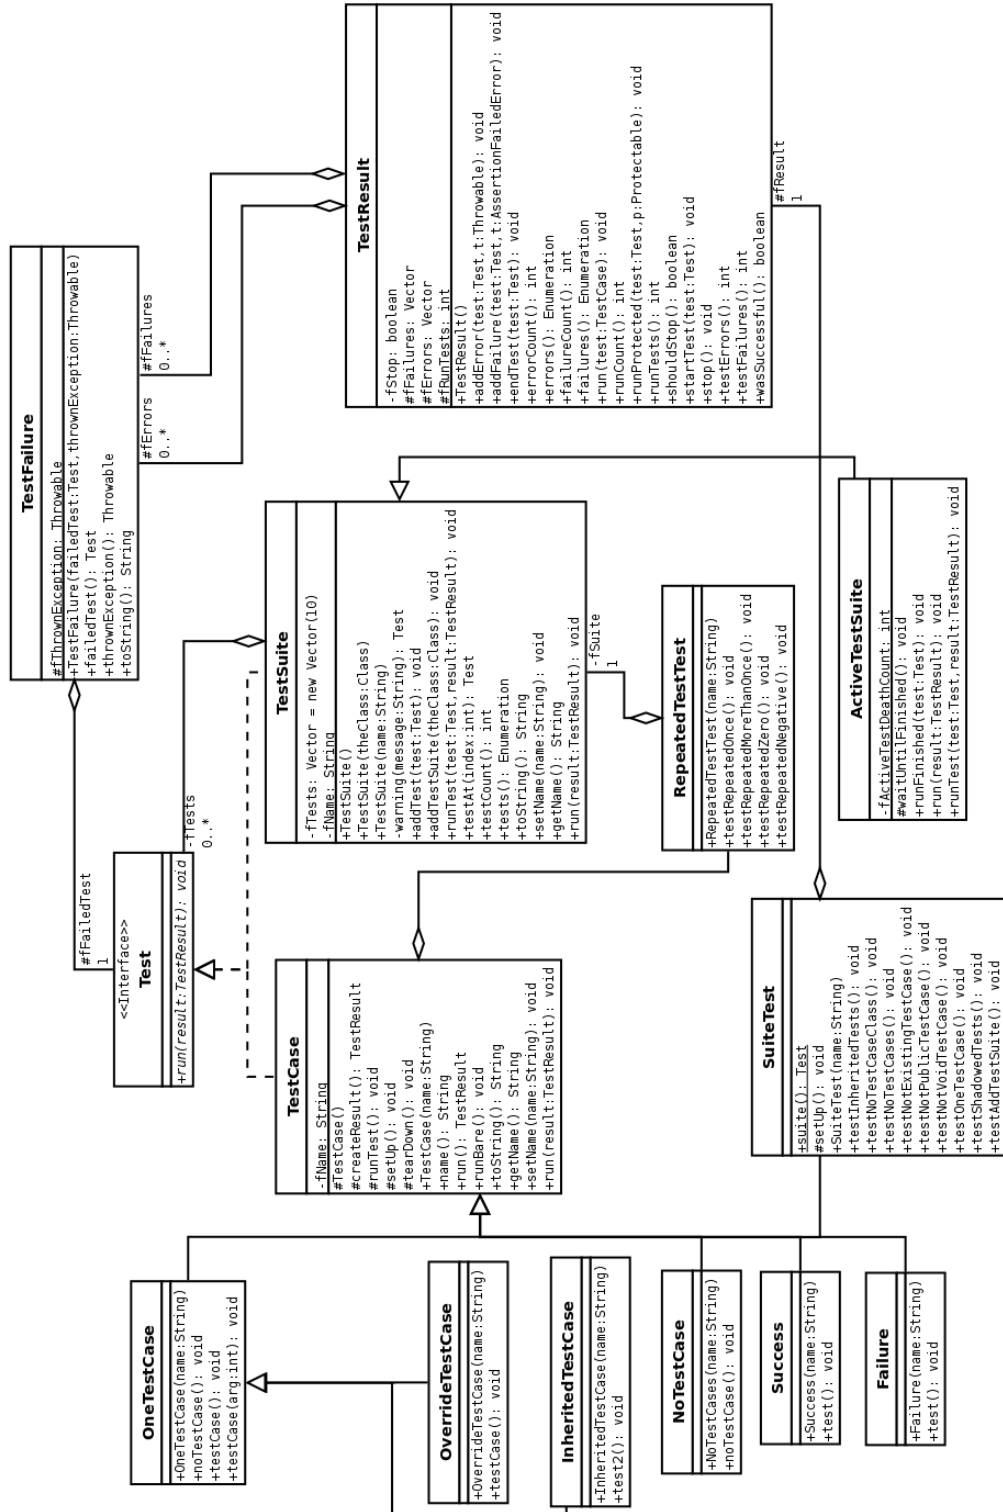 TestFailure
#fThrownException: Throwable
+TestFailure(failedTest:Test,thrownException:Throwable)
+failedTest(): Test
+thrownException(): Throwable
+toString(): String
#fFailedTest
1
#fErrors
0..*
#fFailures
0..*
<<Interface>>
Test
+run(result:TestResult): void
-fTests
0..*
TestSuite
-fTests: Vector = new Vector(10)
-fName: String
+TestSuite()
+TestSuite(theClass:Class)
+TestSuite(name:String)
-warning(message:String): Test
+addTest(test:Test): void
+addTestSuite(theClass:Class): void
+runTest(test:Test,result:TestResult): void
+testAt(index:int): Test
+testCount(): int
+tests(): Enumeration
+toString(): String
+setName(name:String): void
+getName(): String
+run(result:TestResult): void
-fSuite
1
TestResult
-fStop: boolean
#fFailures: Vector
#fErrors: Vector
#fRunTests: int
+TestResult()
+addError(test:Test,t:Throwable): void
+addFailure(test:Test,t:AssertionFailedError): void
+endTest(test:Test): void
+errorCount(): int
+errors(): Enumeration
+failureCount(): int
+failures(): Enumeration
+run(test:TestCase): void
+runCount(): int
+runProtected(test:Test,p:Protectable): void
+runTests(): int
+shouldStop(): boolean
+startTest(test:Test): void
+stop(): void
+testErrors(): int
+testFailures(): int
+wasSuccessful(): boolean
#fResult
1
TestCase
-fName: String
#TestCase()
#createResult(): TestResult
#runTest(): void
#setUp(): void
#tearDown(): void
+TestCase(name:String)
+name(): String
+run(): TestResult
+runBare(): void
+toString(): String
+getName(): String
+setName(name:String): void
+run(result:TestResult): void
RepeatedTestTest
+RepeatedTestTest(name:String)
+testRepeatedOnce(): void
+testRepeatedMoreThanOnce(): void
+testRepeatedZero(): void
+testRepeatedNegative(): void
ActiveTestSuite
-fActiveTestDeathCount: int
#waitUntilFinished(): void
+runFinished(test:Test): void
+run(result:TestResult): void
+runTest(test:Test,result:TestResult): void
SuiteTest
+suite(): Test
#setUp(): void
+SuiteTest(name:String)
+testInheritedTests(): void
+testNoTestCaseClass(): void
+testNoTestCases(): void
+testNotExistingTestCase(): void
+testNotPublicTestCase(): void
+testNotVoidTestCase(): void
+testOneTestCase(): void
+testShadowedTests(): void
+testAddTestSuite(): void
OneTestCase
+OneTestCase(name:String)
+noTestCase(): void
+testCase(): void
+testCase(arg:int): void
OverrideTestCase
+OverrideTestCase(name:String)
+testCase(): void
InheritedTestCase
+InheritedTestCase(name:String)
+test2(): void
NoTestCase
+NoTestCases(name:String)
+noTestCase(): void
Success
+Success(name:String)
+test(): void
Failure
+Failure(name:String)
+test(): void